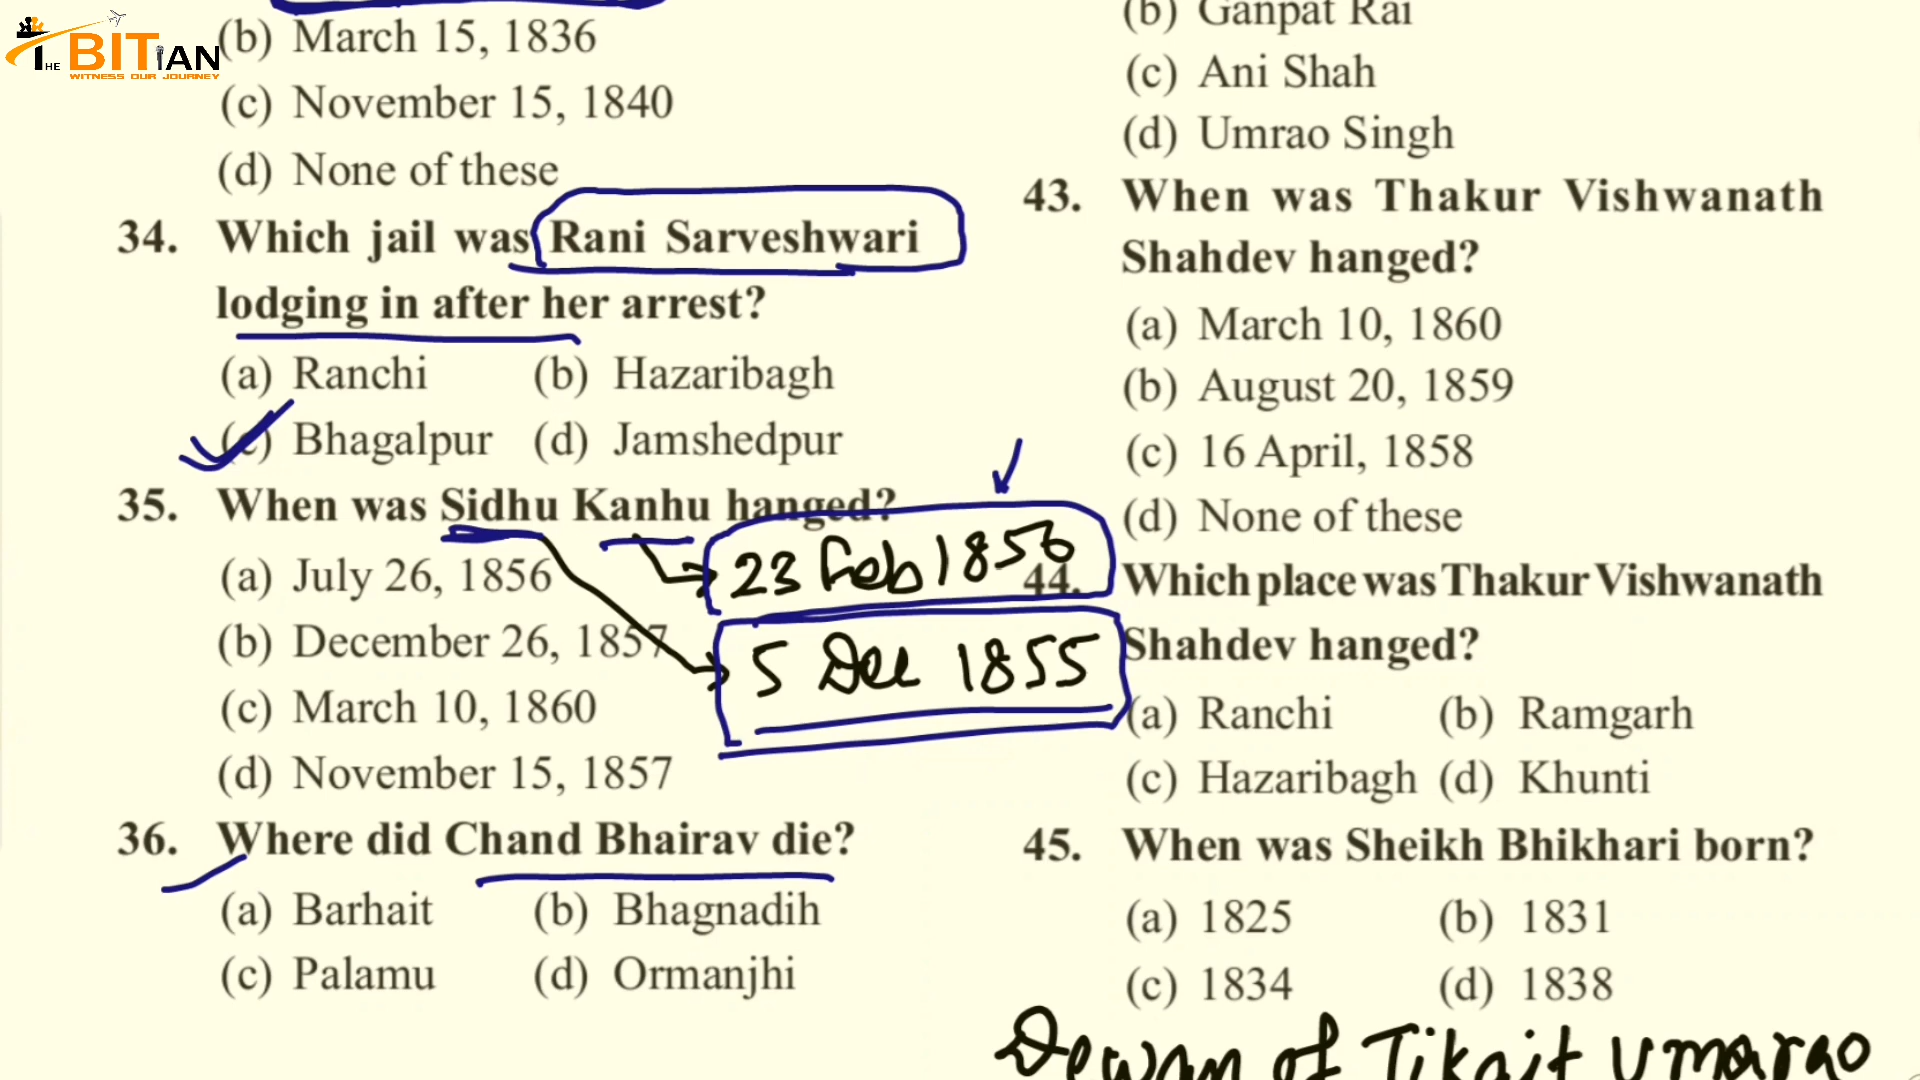 THE BITIAN
WITNESS OUR JOURNEY
(b) March 15, 1836
(c) November 15, 1840
(d) None of these
34. Which jail was Rani Sarveshwari
lodging in after her arrest?
(a) Ranchi (b) Hazaribagh
(c) Bhagalpur (d) Jamshedpur
35. When was Sidhu Kanhu hanged?
23 Feb 1856
(a) July 26, 1856
(b) December 26, 1857
5 Dec 1855
(c) March 10, 1860
(d) November 15, 1857
36. Where did Chand Bhairav die?
(a) Barhait (b) Bhagnadih
(c) Palamu (d) Ormanjhi
(b) Ganpat Rai
(c) Ani Shah
(d) Umrao Singh
43. When was Thakur Vishwanath
Shahdev hanged?
(a) March 10, 1860
(b) August 20, 1859
(c) 16 April, 1858
(d) None of these
44. Which place was Thakur Vishwanath
Shahdev hanged?
(a) Ranchi (b) Ramgarh
(c) Hazaribagh (d) Khunti
45. When was Sheikh Bhikhari born?
(a) 1825 (b) 1831
(c) 1834 (d) 1838
Dewan of Tikait Umarao